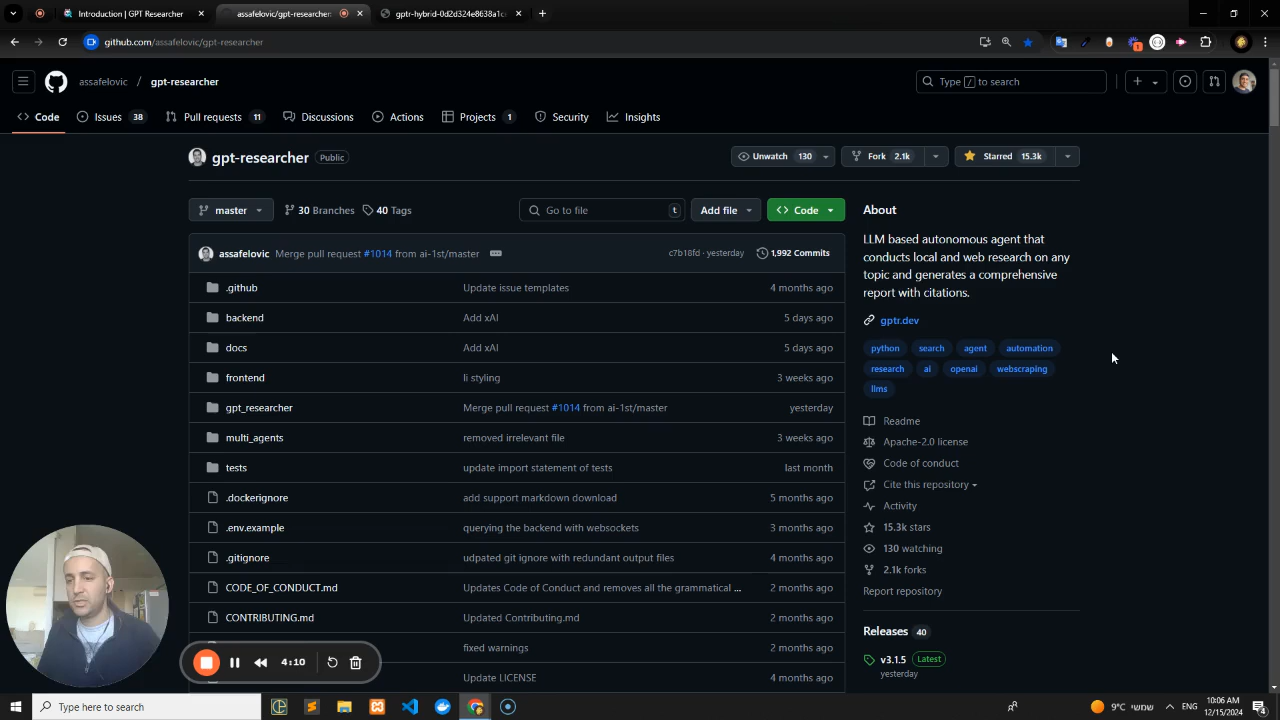 Introduction | GPT Researcher
assafelovic/gpt-researcher:
gptr-hybrid-0d2d324e8638a1c
github.com/assafelovic/gpt-researcher
1
assafelovic / gpt-researcher
Type / to search
Code
Issues 38
Pull requests 11
Discussions
Actions
Projects 1
Security
Insights
gpt-researcher Public
Unwatch 130
Fork 2.1k
Starred 15.3k
master
30 Branches
40 Tags
Go to file t
Add file
Code
assafelovic Merge pull request #1014 from ai-1st/master
c7b18fd · yesterday
1,992 Commits
.github Update issue templates 4 months ago
backend Add xAI 5 days ago
docs Add xAI 5 days ago
frontend li styling 3 weeks ago
gpt_researcher Merge pull request #1014 from ai-1st/master yesterday
multi_agents removed irrelevant file 3 weeks ago
tests update import statement of tests last month
.dockerignore add support markdown download 5 months ago
.env.example querying the backend with websockets 3 months ago
.gitignore udpated git ignore with redundant output files 4 months ago
CODE_OF_CONDUCT.md Updates Code of Conduct and removes all the grammatical ... 2 months ago
CONTRIBUTING.md Updated Contributing.md 2 months ago
fixed warnings 2 months ago
Update LICENSE 4 months ago
About
LLM based autonomous agent that
conducts local and web research on any
topic and generates a comprehensive
report with citations.
gptr.dev
python search agent automation
research ai openai webscraping
llms
Readme
Apache-2.0 license
Code of conduct
Cite this repository
Activity
15.3k stars
130 watching
2.1k forks
Report repository
Releases 40
v3.1.5 Latest
yesterday
4:10
Type here to search
9°C שמשי
ENG
10:06 AM
12/15/2024
4